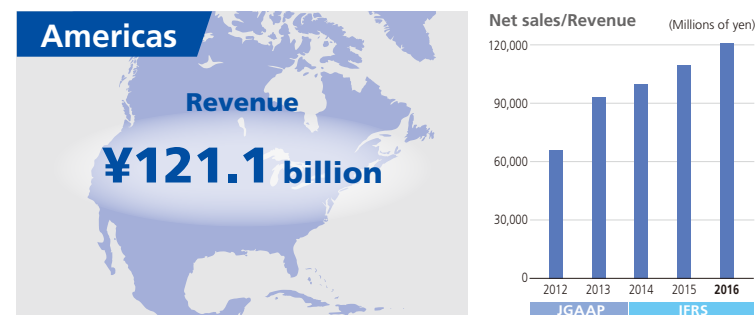 Americas
Revenue
¥121.1 billion
Net sales/Revenue (Millions of yen)
120,000
90,000
60,000
30,000
0
2012 2013 2014 2015 2016
JGAAP IFRS